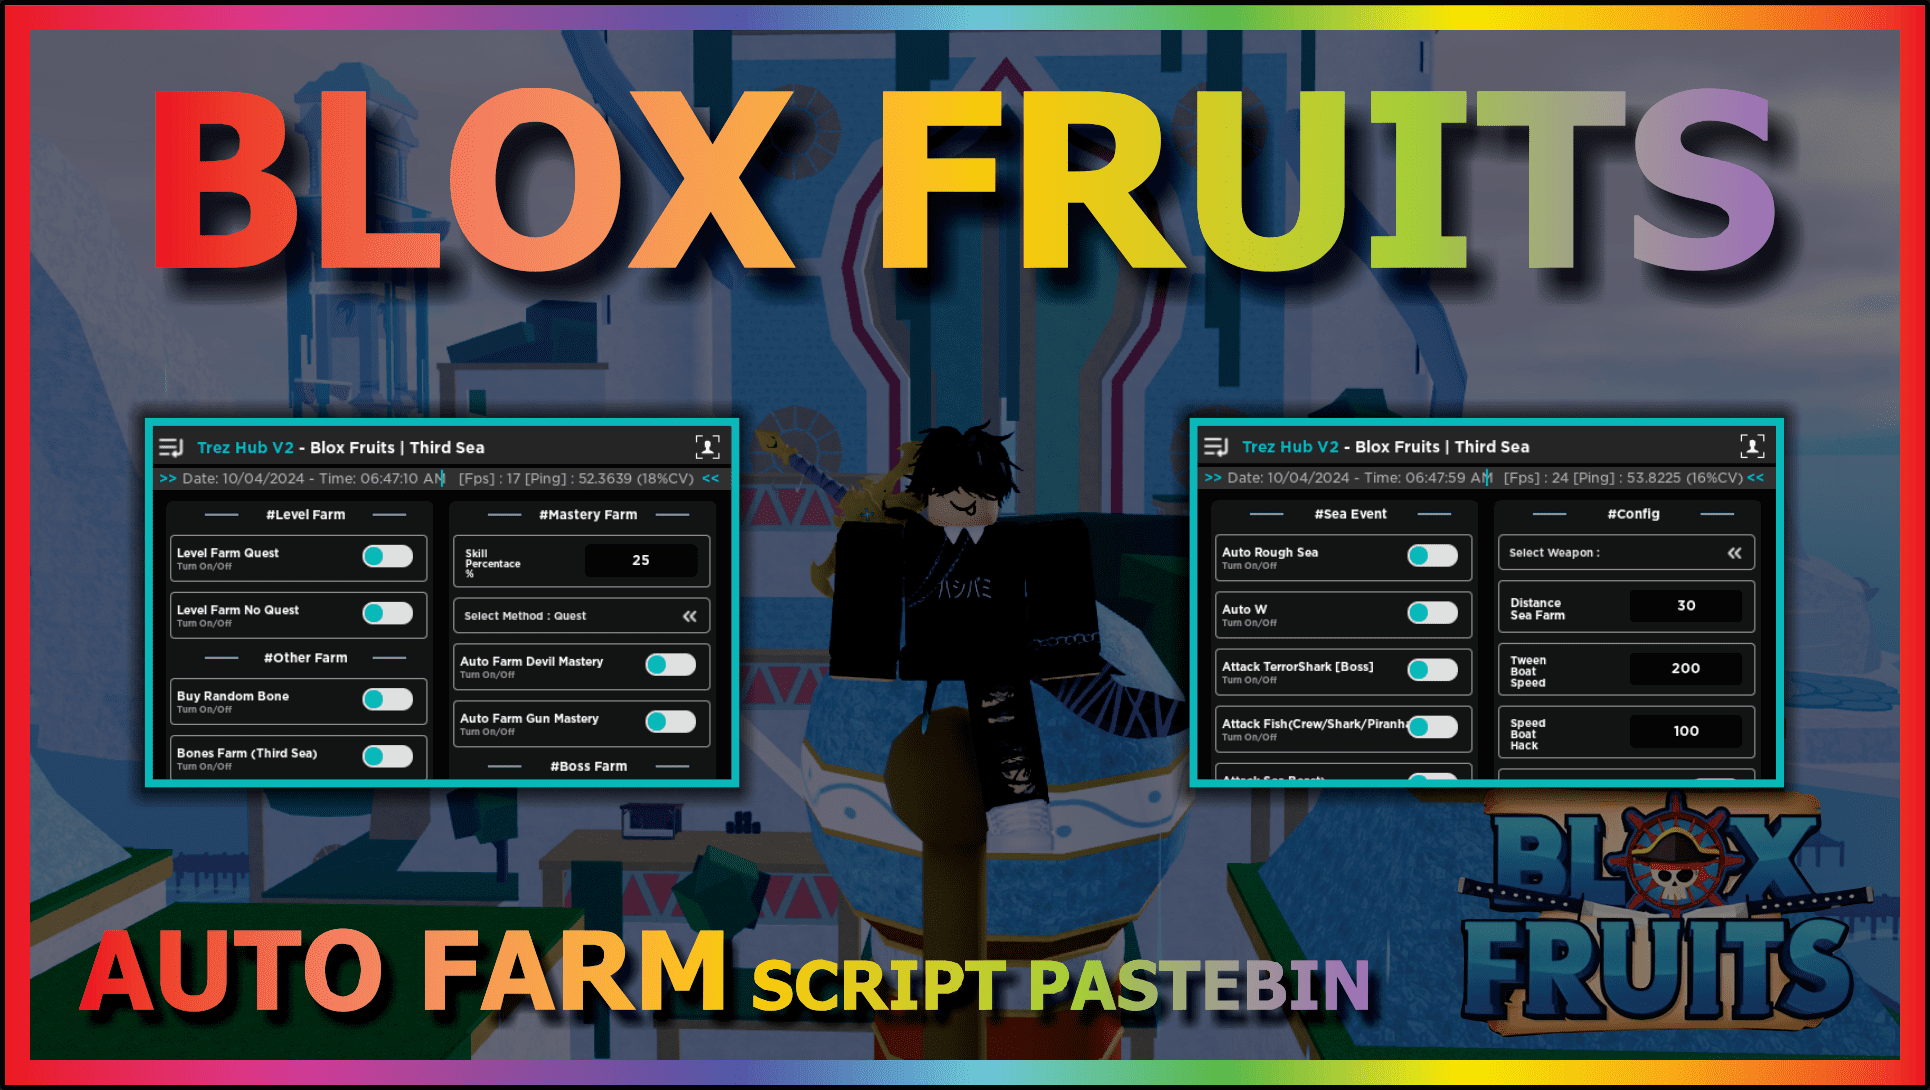 BLOX FRUITS
Trez Hub V2 - Blox Fruits | Third Sea
>> Date: 10/04/2024 - Time: 06:47:10 AM [Fps] : 17 [Ping] : 52.3639 (18%CV) <<
#Level Farm
Level Farm Quest
Turn On/Off
Level Farm No Quest
Turn On/Off
#Other Farm
Buy Random Bone
Turn On/Off
Bones Farm (Third Sea)
Turn On/Off
#Mastery Farm
Skill
Percentace
%
25
Select Method : Quest
Auto Farm Devil Mastery
Turn On/Off
Auto Farm Gun Mastery
Turn On/Off
#Boss Farm
Trez Hub V2 - Blox Fruits | Third Sea
>> Date: 10/04/2024 - Time: 06:47:59 AM [Fps] : 24 [Ping] : 53.8225 (16%CV) <<
#Sea Event
Auto Rough Sea
Turn On/Off
Auto W
Turn On/Off
Attack TerrorShark [Boss]
Turn On/Off
Attack Fish(Crew/Shark/Piranha
Turn On/Off
#Config
Select Weapon :
Distance
Sea Farm
30
Tween
Boat
Speed
200
Speed
Boat
Hack
100
ハシバミ
BLOX
FRUITS
AUTO FARM SCRIPT PASTEBIN